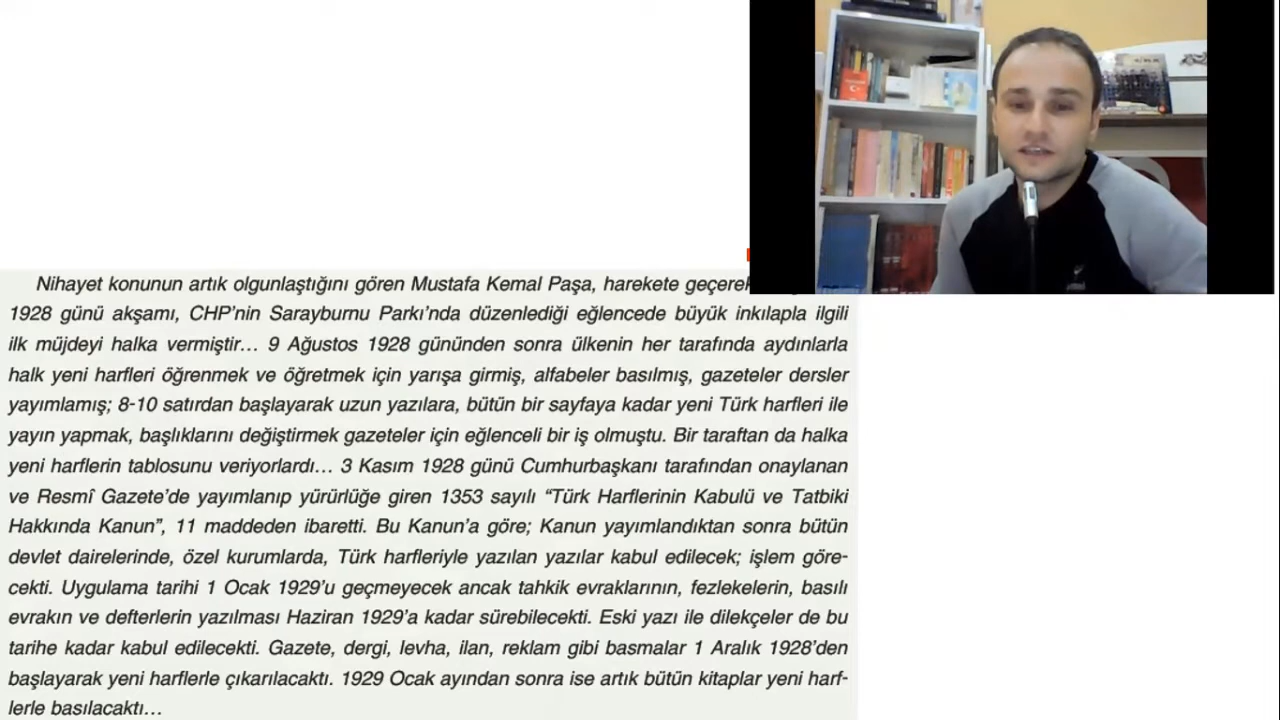 Nihayet konunun artık olgunlaştığını gören Mustafa Kemal Paşa, harekete geçerek
1928 günü akşamı, CHP’nin Sarayburnu Parkı’nda düzenlediği eğlencede büyük inkılapla ilgili
ilk müjdeyi halka vermiştir… 9 Ağustos 1928 gününden sonra ülkenin her tarafında aydınlarla
halk yeni harfleri öğrenmek ve öğretmek için yarışa girmiş, alfabeler basılmış, gazeteler dersler
yayımlamış; 8-10 satırdan başlayarak uzun yazılara, bütün bir sayfaya kadar yeni Türk harfleri ile
yayın yapmak, başlıklarını değiştirmek gazeteler için eğlenceli bir iş olmuştu. Bir taraftan da halka
yeni harflerin tablosunu veriyorlardı… 3 Kasım 1928 günü Cumhurbaşkanı tarafından onaylanan
ve Resmî Gazete’de yayımlanıp yürürlüğe giren 1353 sayılı “Türk Harflerinin Kabulü ve Tatbiki
Hakkında Kanun”, 11 maddeden ibaretti. Bu Kanun’a göre; Kanun yayımlandıktan sonra bütün
devlet dairelerinde, özel kurumlarda, Türk harfleriyle yazılan yazılar kabul edilecek; işlem göre-
cekti. Uygulama tarihi 1 Ocak 1929’u geçmeyecek ancak tahkik evraklarının, fezlekelerin, basılı
evrakın ve defterlerin yazılması Haziran 1929’a kadar sürebilecekti. Eski yazı ile dilekçeler de bu
tarihe kadar kabul edilecekti. Gazete, dergi, levha, ilan, reklam gibi basmalar 1 Aralık 1928’den
başlayarak yeni harflerle çıkarılacaktı. 1929 Ocak ayından sonra ise artık bütün kitaplar yeni harf-
lerle basılacaktı…